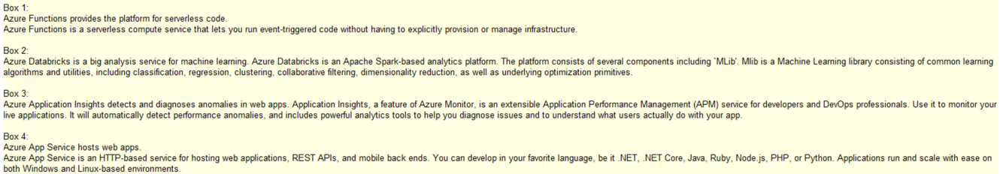 Box 1:
Azure Functions provides the platform for serverless code.
Azure Functions is a serverless compute service that lets you run event-triggered code without having to explicitly provision or manage infrastructure.
Box 2:
Azure Databricks is a big analysis service for machine learning. Azure Databricks is an Apache Spark-based analytics platform. The platform consists of several components including `MLib'. Mlib is a Machine Learning library consisting of common learning
algorithms and utilities, including classification, regression, clustering, collaborative filtering, dimensionality reduction, as well as underlying optimization primitives.
Box 3:
Azure Application Insights detects and diagnoses anomalies in web apps. Application Insights, a feature of Azure Monitor, is an extensible Application Performance Management (APM) service for developers and DevOps professionals. Use it to monitor your
live applications. It will automatically detect performance anomalies, and includes powerful analytics tools to help you diagnose issues and to understand what users actually do with your app.
Box 4:
Azure App Service hosts web apps.
Azure App Service is an HTTP-based service for hosting web applications, REST APIs, and mobile back ends. You can develop in your favorite language, be it .NET, .NET Core, Java, Ruby, Node.js, PHP, or Python. Applications run and scale with ease on
both Windows and Linux-based environments.